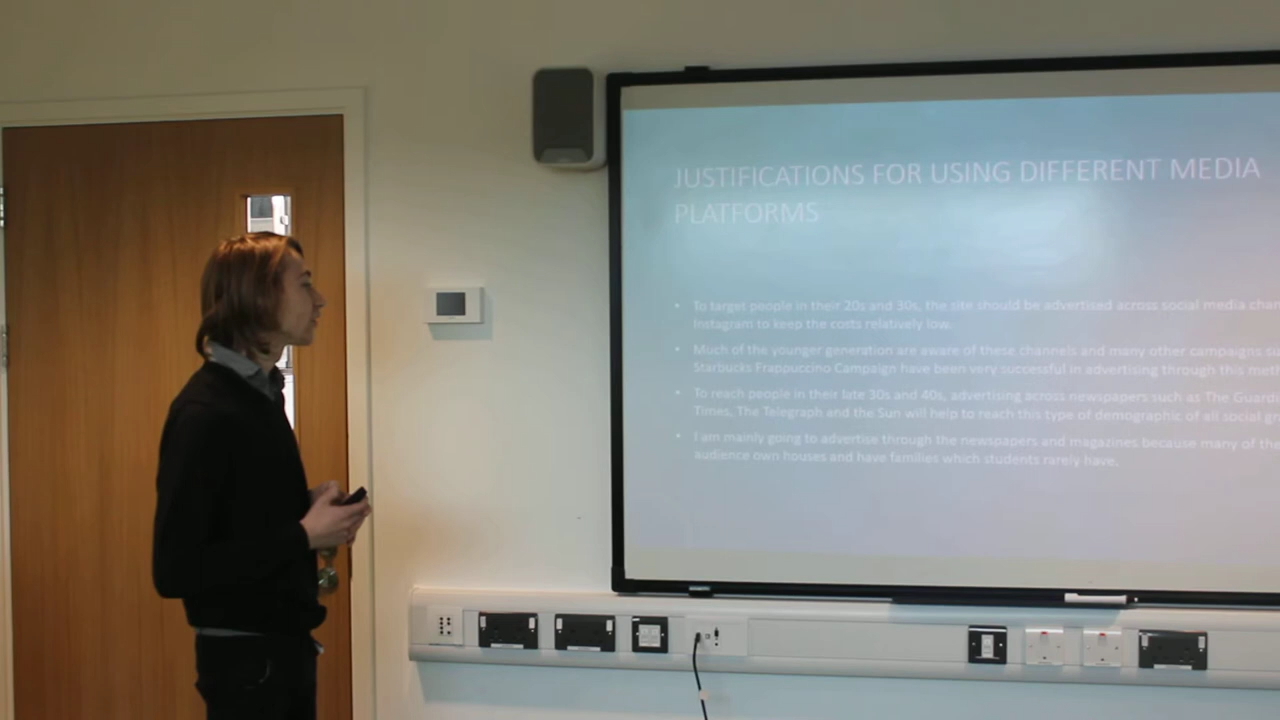 JUSTIFICATIONS FOR USING DIFFERENT MEDIA
PLATFORMS
• To target people in their 20s and 30s, the site should be advertised across social media
Instagram to keep the costs relatively low.
• Much of the younger generation are aware of these channels and many other campaigns
Starbucks Frappuccino Campaign have been very successful in advertising through this
• To reach people in their late 30s and 40s, advertising across newspapers such as The
Times, The Telegraph and the Sun will help to reach this type of demographic of all social
• I am mainly going to advertise through the newspapers and magazines because many of
audience own houses and have families which students rarely have.